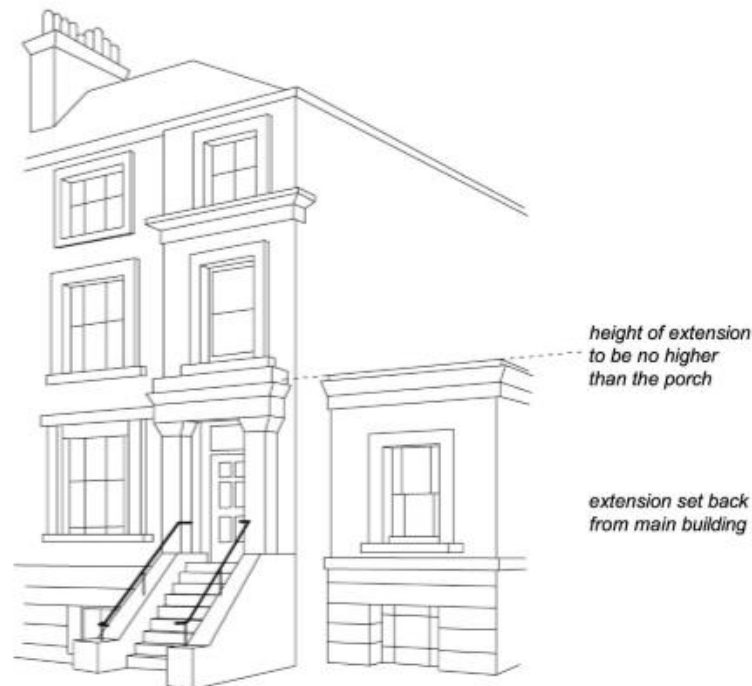 height of extension
to be no higher
than the porch
extension set back
from main building